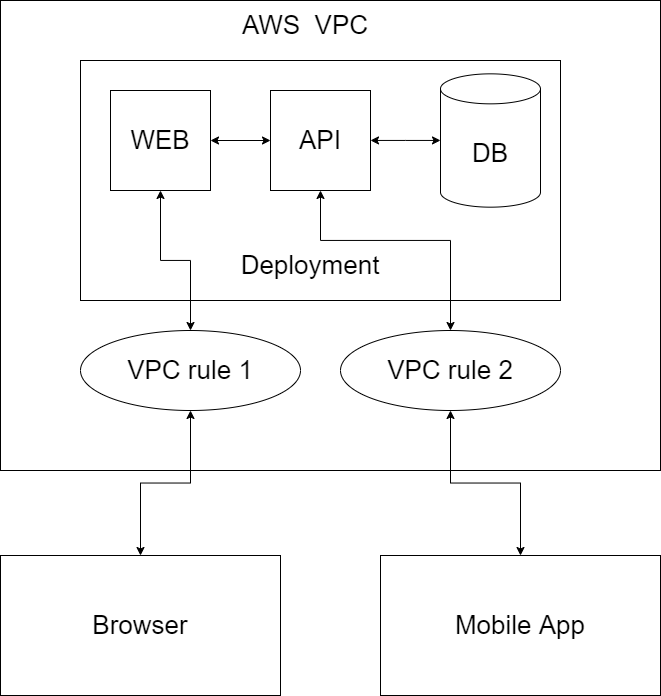 AWS  VPC
WEB
API
DB
Deployment
VPC rule 1
VPC rule 2
Browser
Mobile App